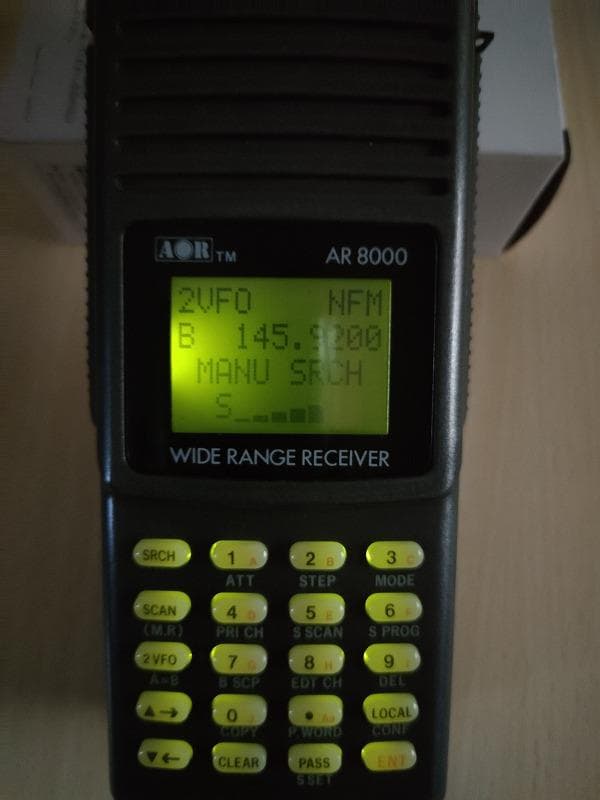 AOR TM AR 8000
2VFO NFM
B 145.9200
MANU SRCH
S
WIDE RANGE RECEIVER
SRCH 1 A 2 B 3 C
ATT STEP MODE
SCAN 4 D 5 E 6 F
(M.R) PRI CH S SCAN S PROG
2VFO 7 G 8 H 9 I
A=B B SCP EDT CH DEL
▲→ 0 J • Aa LOCAL
COPY P.WORD CONF
▼← CLEAR PASS ENT
S SET